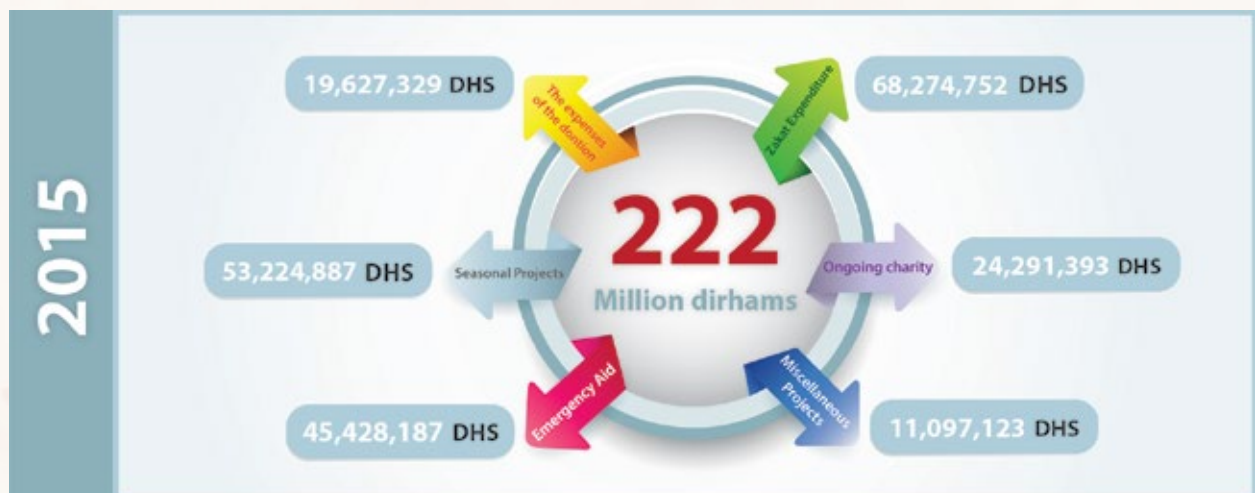 2015
19,627,329 DHS
The expenses
of the dontion
68,274,752 DHS
Zakat Expenditure
222
Million dirhams
53,224,887 DHS
Seasonal Projects
Ongoing charity
24,291,393 DHS
45,428,187 DHS
Emergency Aid
Miscellaneous
Projects
11,097,123 DHS